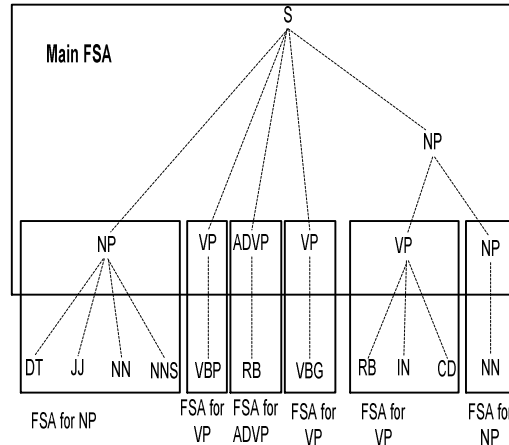 S
Main FSA
NP
NP VP ADVP VP VP NP
DT JJ NN NNS VBP RB VBG RB IN CD NN
FSA for NP
FSA for
VP
FSA for
ADVP
FSA for
VP
FSA for
VP
FSA for
NP